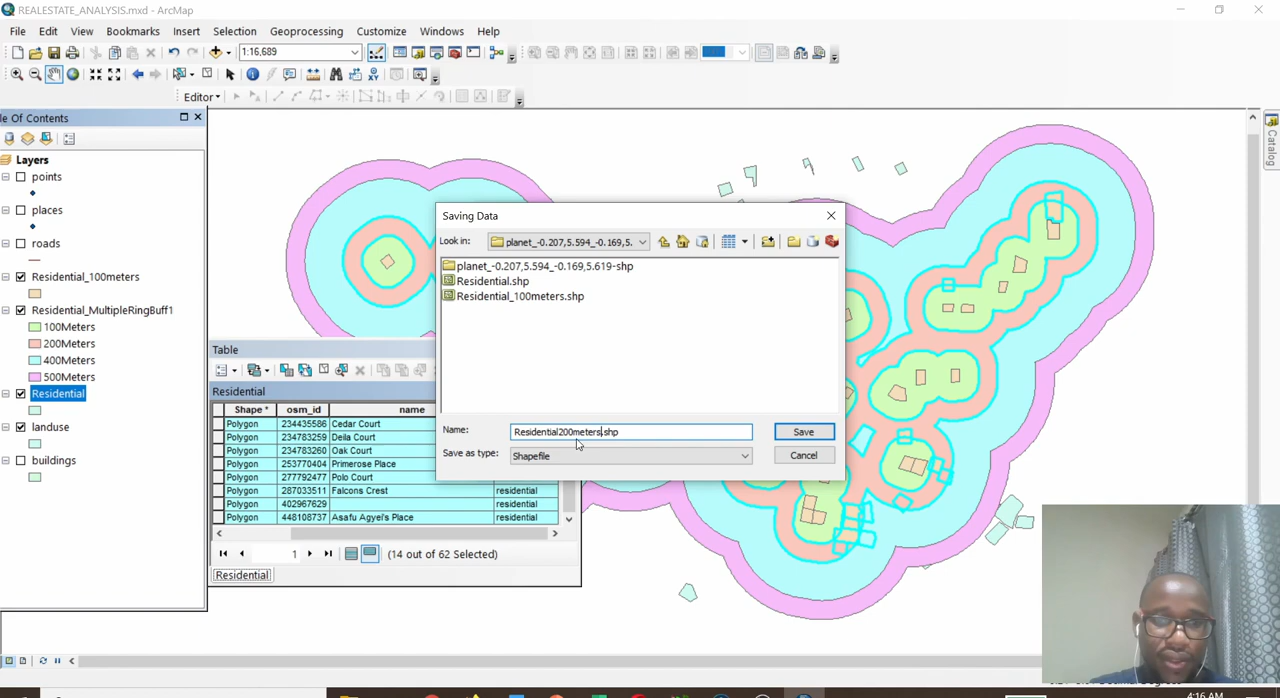 REALESTATE_ANALYSIS.mxd - ArcMap
File Edit View Bookmarks Insert Selection Geoprocessing Customize Windows Help
1:16,689
Editor
Table Of Contents
Layers
points
places
roads
Residential_100meters
Residential_MultipleRingBuff1
100Meters
200Meters
400Meters
500Meters
Residential
landuse
buildings
Catalog
Table
Residential
Shape * osm_id name
Polygon 234435586 Cedar Court
Polygon 234783259 Deila Court
Polygon 234783260 Oak Court
Polygon 253770404 Primerose Place
Polygon 277792477 Polo Court
Polygon 287033511 Falcons Crest residential
Polygon 402967629 residential
Polygon 448108737 Asafu Agyei's Place residential
1 (14 out of 62 Selected)
Residential
Saving Data
Look in: planet_-0.207,5.594_-0.169,5.
planet_-0.207,5.594_-0.169,5.619-shp
Residential.shp
Residential_100meters.shp
Name: Residential200meters.shp Save
Save as type: Shapefile Cancel
4:16 AM